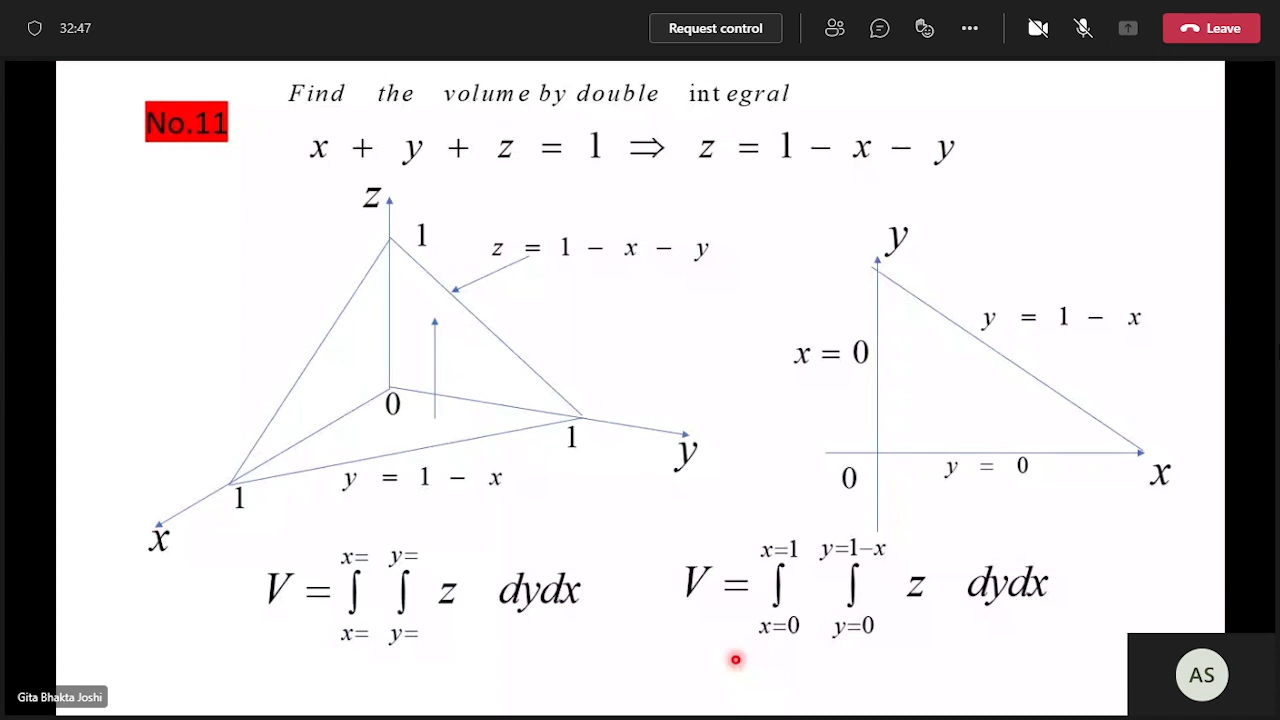 32:47
Request control
Leave
Find the volume by double integral
No.11
x + y + z = 1 ⇒ z = 1 − x − y
z
1
z = 1 − x − y
0
1
y
y = 1 − x
1
x
y
y = 1 − x
x = 0
0
y = 0
x
x= y=
V = ∫ ∫ z dydx
x= y=
x=1 y=1−x
V = ∫ ∫ z dydx
x=0 y=0
Gita Bhakta Joshi
AS